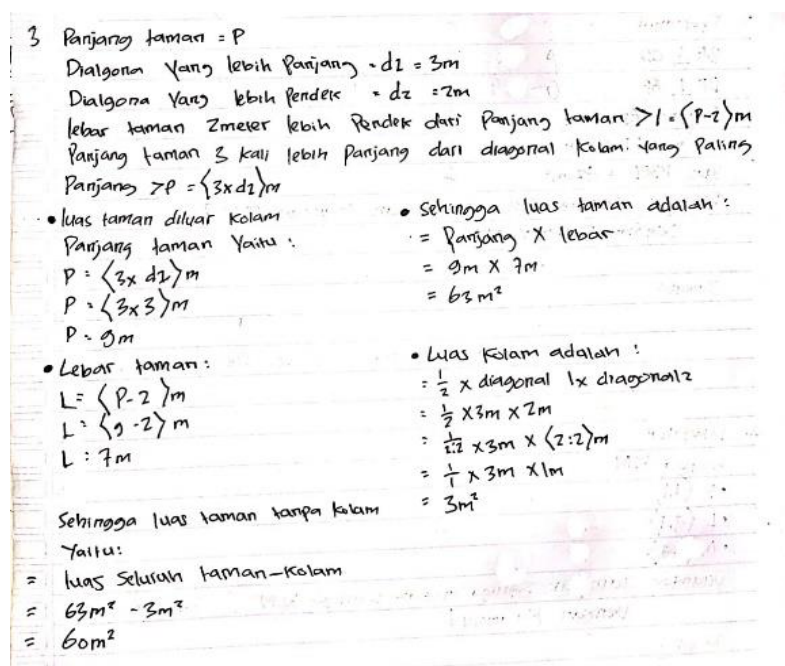 3 Panjang taman = P
Dialgona Yang lebih Panjang = d1 = 3m
Dialgona Yang lebih Pendek = d2 = 2m
lebar taman 2meter lebih Pendek dari Panjang taman > l = (P-2)m
Panjang taman 3 kali lebih Panjang dari diagonal Kolam Yang Paling
Panjang > P = (3xd1)m
• luas taman diluar Kolam
Panjang taman Yaitu :
P = (3x d1)m
P = (3x3)m
P = 9m
• Lebar taman :
L = (P-2)m
L = (9-2)m
L : 7m
• Sehingga luas taman adalah :
= Panjang X lebar
= 9m X 7m
= 63 m²
• Luas Kolam adalah :
= 1/2 x diagonal 1x diagonal2
= 1/2 X3m X2m
= 1/2:2 x3m X (2:2)m
= 1/1 x 3m X1m
= 3m²
Sehingga luas taman tanpa Kolam
Yaitu:
= luas Seluruh taman-Kolam
= 63m² - 3m²
= 60m²